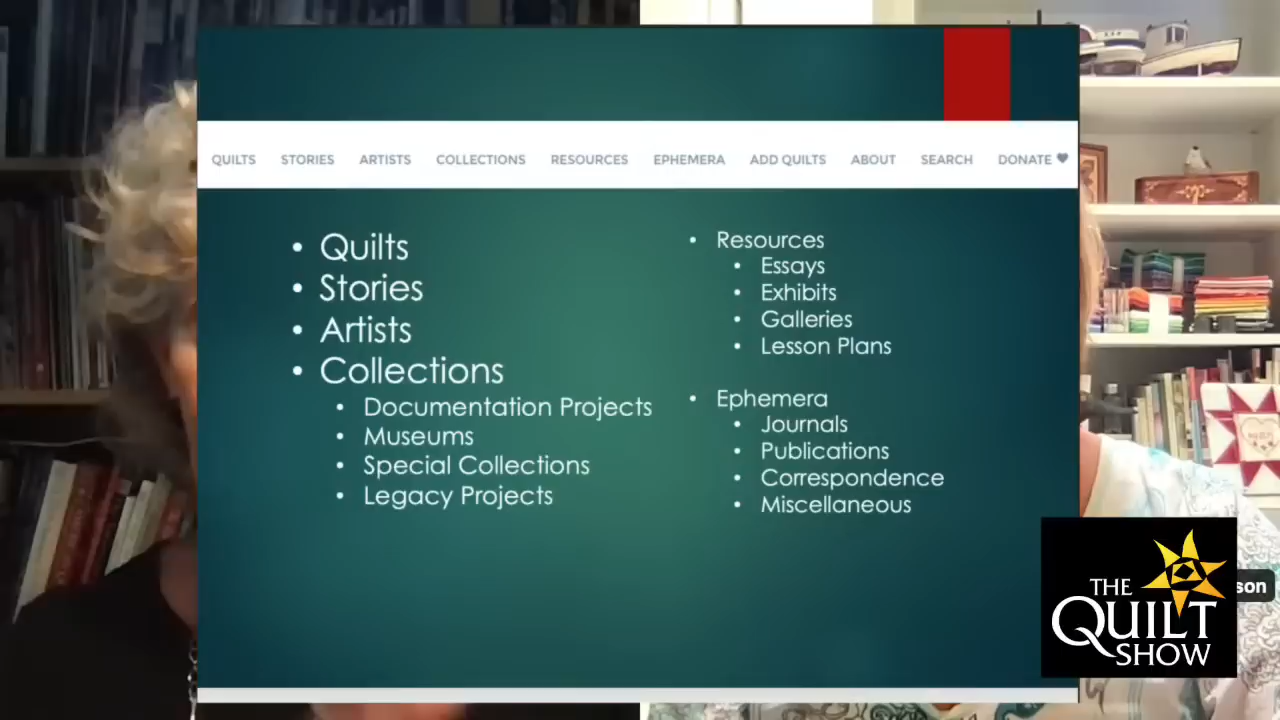 QUILTS STORIES ARTISTS COLLECTIONS RESOURCES EPHEMERA ADD QUILTS ABOUT SEARCH DONATE
• Quilts
• Stories
• Artists
• Collections
• Documentation Projects
• Museums
• Special Collections
• Legacy Projects
• Resources
• Essays
• Exhibits
• Galleries
• Lesson Plans
• Ephemera
• Journals
• Publications
• Correspondence
• Miscellaneous
son
THE
QUILT
SHOW